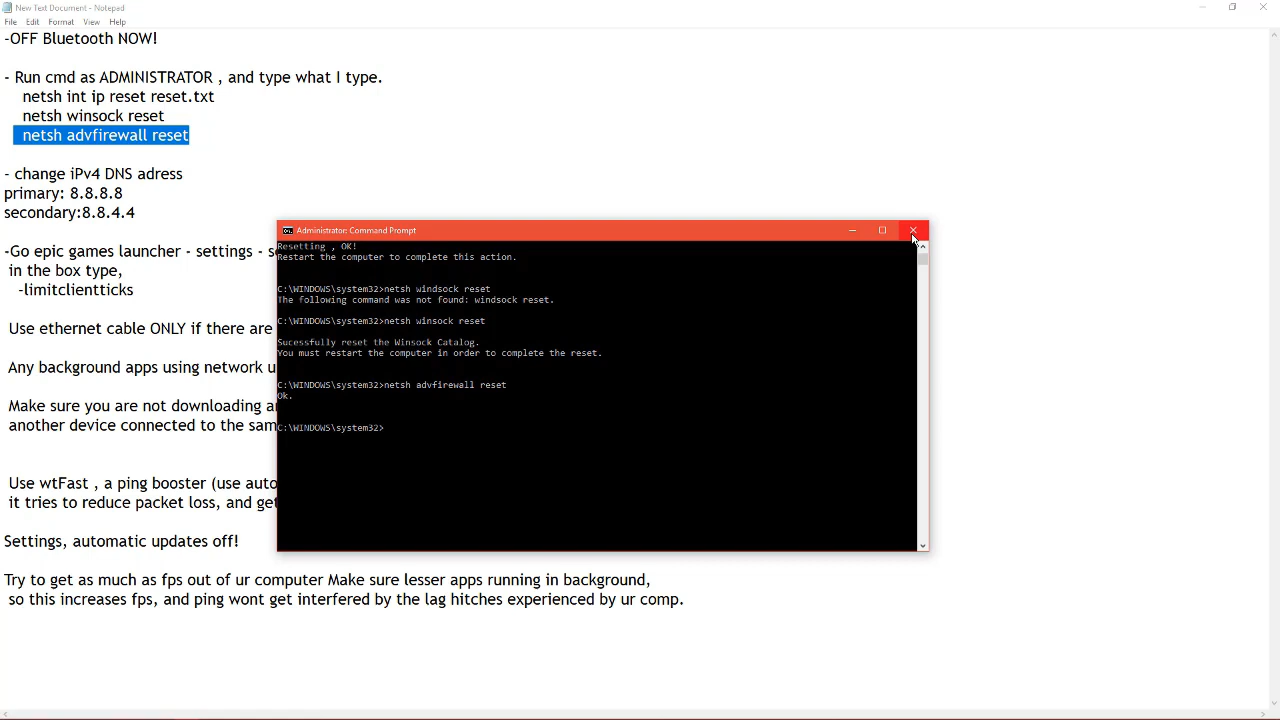 New Text Document - Notepad
File Edit Format View Help
-OFF Bluetooth NOW!
- Run cmd as ADMINISTRATOR , and type what I type.
netsh int ip reset reset.txt
netsh winsock reset
netsh advfirewall reset
- change iPv4 DNS adress
primary: 8.8.8.8
secondary:8.8.4.4
-Go epic games launcher - settings - s
in the box type,
-limitclientticks
Use ethernet cable ONLY if there are
Any background apps using network u
Make sure you are not downloading a
another device connected to the sam
Use wtFast , a ping booster (use auto
it tries to reduce packet loss, and get
Settings, automatic updates off!
Try to get as much as fps out of ur computer Make sure lesser apps running in background,
so this increases fps, and ping wont get interfered by the lag hitches experienced by ur comp.
Administrator: Command Prompt
Resetting , OK!
Restart the computer to complete this action.
C:\WINDOWS\system32>netsh windsock reset
The following command was not found: windsock reset.
C:\WINDOWS\system32>netsh winsock reset
Sucessfully reset the Winsock Catalog.
You must restart the computer in order to complete the reset.
C:\WINDOWS\system32>netsh advfirewall reset
Ok.
C:\WINDOWS\system32>